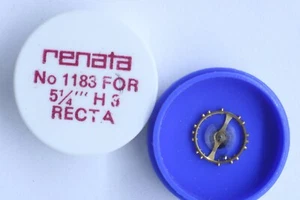 renata
No 1183 FOR
5¼''' H 3
RECTA